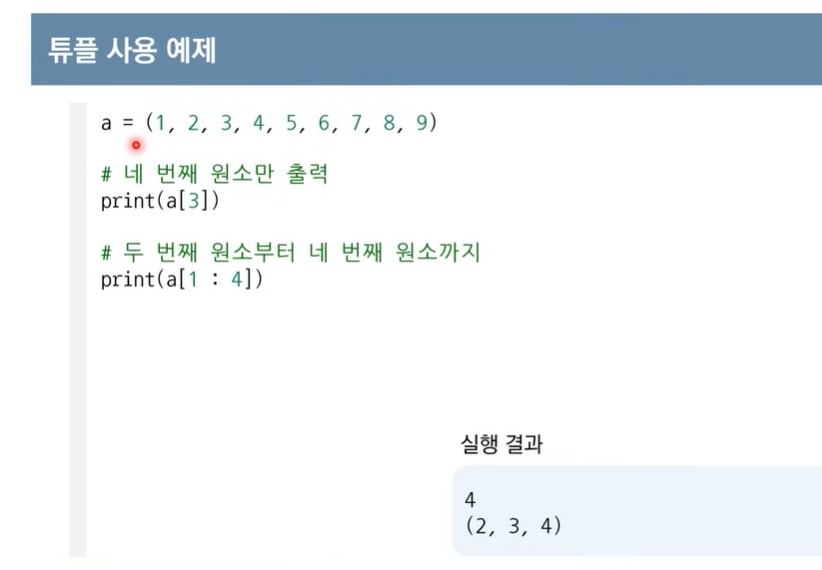 튜플 사용 예제
a = (1, 2, 3, 4, 5, 6, 7, 8, 9)
# 네 번째 원소만 출력
print(a[3])
# 두 번째 원소부터 네 번째 원소까지
print(a[1 : 4])
실행 결과
4
(2, 3, 4)